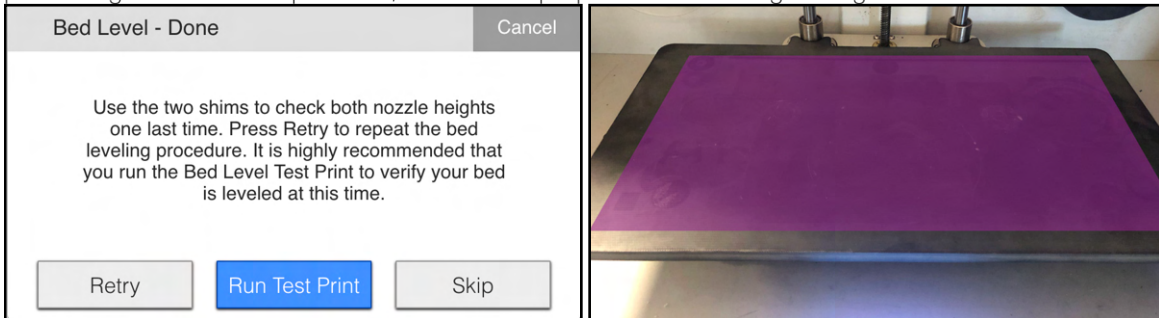 Bed Level - Done
Cancel
Use the two shims to check both nozzle heights
one last time. Press Retry to repeat the bed
leveling procedure. It is highly recommended that
you run the Bed Level Test Print to verify your bed
is leveled at this time.
Retry
Run Test Print
Skip